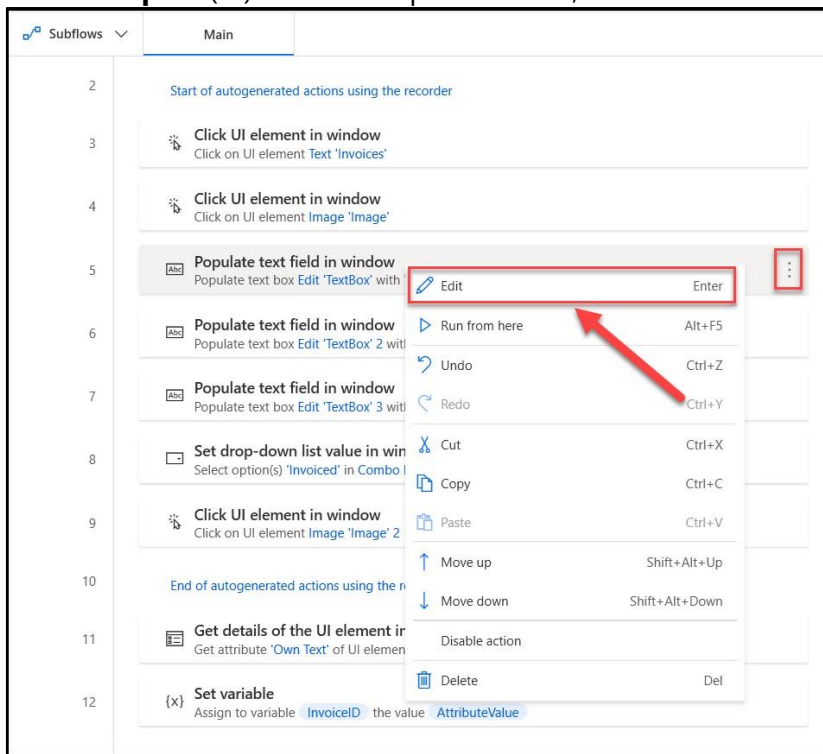 Subflows
Main
2
Start of autogenerated actions using the recorder
3
Click UI element in window
Click on UI element Text 'Invoices'
4
Click UI element in window
Click on UI element Image 'Image'
5
Abc
Populate text field in window
Populate text box Edit 'TextBox' with
Edit Enter
6
Abc
Populate text field in window
Populate text box Edit 'TextBox' 2 with
Run from here Alt+F5
Undo Ctrl+Z
7
Abc
Populate text field in window
Populate text box Edit 'TextBox' 3 with
Redo Ctrl+Y
8
Set drop-down list value in win
Select option(s) 'Invoiced' in Combo
Cut Ctrl+X
Copy Ctrl+C
9
Click UI element in window
Click on UI element Image 'Image' 2
Paste Ctrl+V
Move up Shift+Alt+Up
10
End of autogenerated actions using the re
Move down Shift+Alt+Down
11
Get details of the UI element in
Get attribute 'Own Text' of UI elemen
Disable action
Delete Del
12
{x}
Set variable
Assign to variable InvoiceID the value AttributeValue